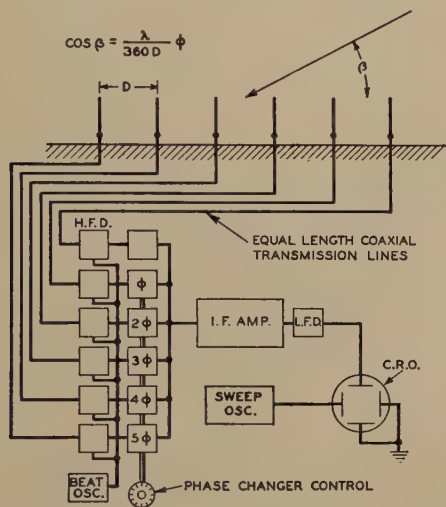 COS β = λ / 360 D ϕ
D
β
H.F.D.
EQUAL LENGTH COAXIAL
TRANSMISSION LINES
ϕ
2ϕ
3ϕ
4ϕ
5ϕ
I.F. AMP.
L.F.D.
C.R.O.
SWEEP
OSC.
BEAT
OSC.
PHASE CHANGER CONTROL